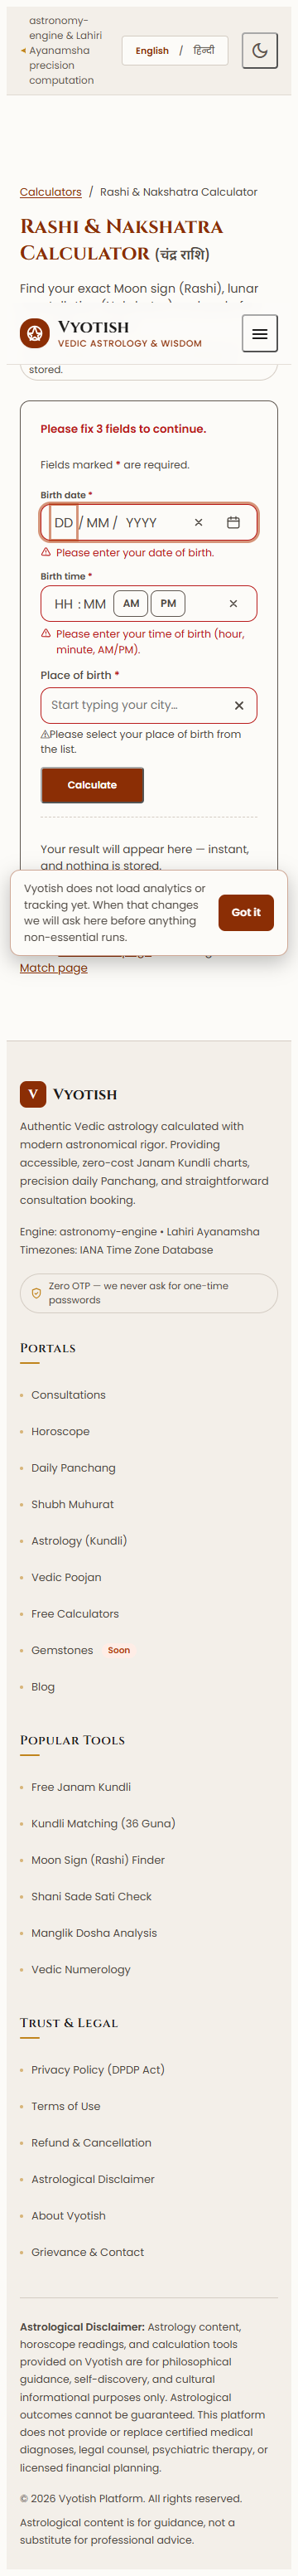 astronomy-
engine & Lahiri
Ayanamsha
precision
computation
English / हिन्दी
Calculators / Rashi & Nakshatra Calculator
Rashi & Nakshatra
Calculator (चंद्र राशि)
Find your exact Moon sign (Rashi), lunar
Vyotish
VEDIC ASTROLOGY & WISDOM
stored.
Please fix 3 fields to continue.
Fields marked * are required.
Birth date *
DD / MM / YYYY
Please enter your date of birth.
Birth time *
HH : MM AM PM
Please enter your time of birth (hour,
minute, AM/PM).
Place of birth *
Start typing your city...
Please select your place of birth from
the list.
Calculate
Your result will appear here — instant,
and nothing is stored.
Vyotish does not load analytics or
tracking yet. When that changes
we will ask here before anything
non-essential runs.
Got it
Match page
V Vyotish
Authentic Vedic astrology calculated with
modern astronomical rigor. Providing
accessible, zero-cost Janam Kundli charts,
precision daily Panchang, and straightforward
consultation booking.
Engine: astronomy-engine • Lahiri Ayanamsha
Timezones: IANA Time Zone Database
Zero OTP — we never ask for one-time
passwords
Portals
Consultations
Horoscope
Daily Panchang
Shubh Muhurat
Astrology (Kundli)
Vedic Poojan
Free Calculators
Gemstones Soon
Blog
Popular Tools
Free Janam Kundli
Kundli Matching (36 Guna)
Moon Sign (Rashi) Finder
Shani Sade Sati Check
Manglik Dosha Analysis
Vedic Numerology
Trust & Legal
Privacy Policy (DPDP Act)
Terms of Use
Refund & Cancellation
Astrological Disclaimer
About Vyotish
Grievance & Contact
Astrological Disclaimer: Astrology content,
horoscope readings, and calculation tools
provided on Vyotish are for philosophical
guidance, self-discovery, and cultural
informational purposes only. Astrological
outcomes cannot be guaranteed. This platform
does not provide or replace certified medical
diagnoses, legal counsel, psychiatric therapy, or
licensed financial planning.
© 2026 Vyotish Platform. All rights reserved.
Astrological content is for guidance, not a
substitute for professional advice.